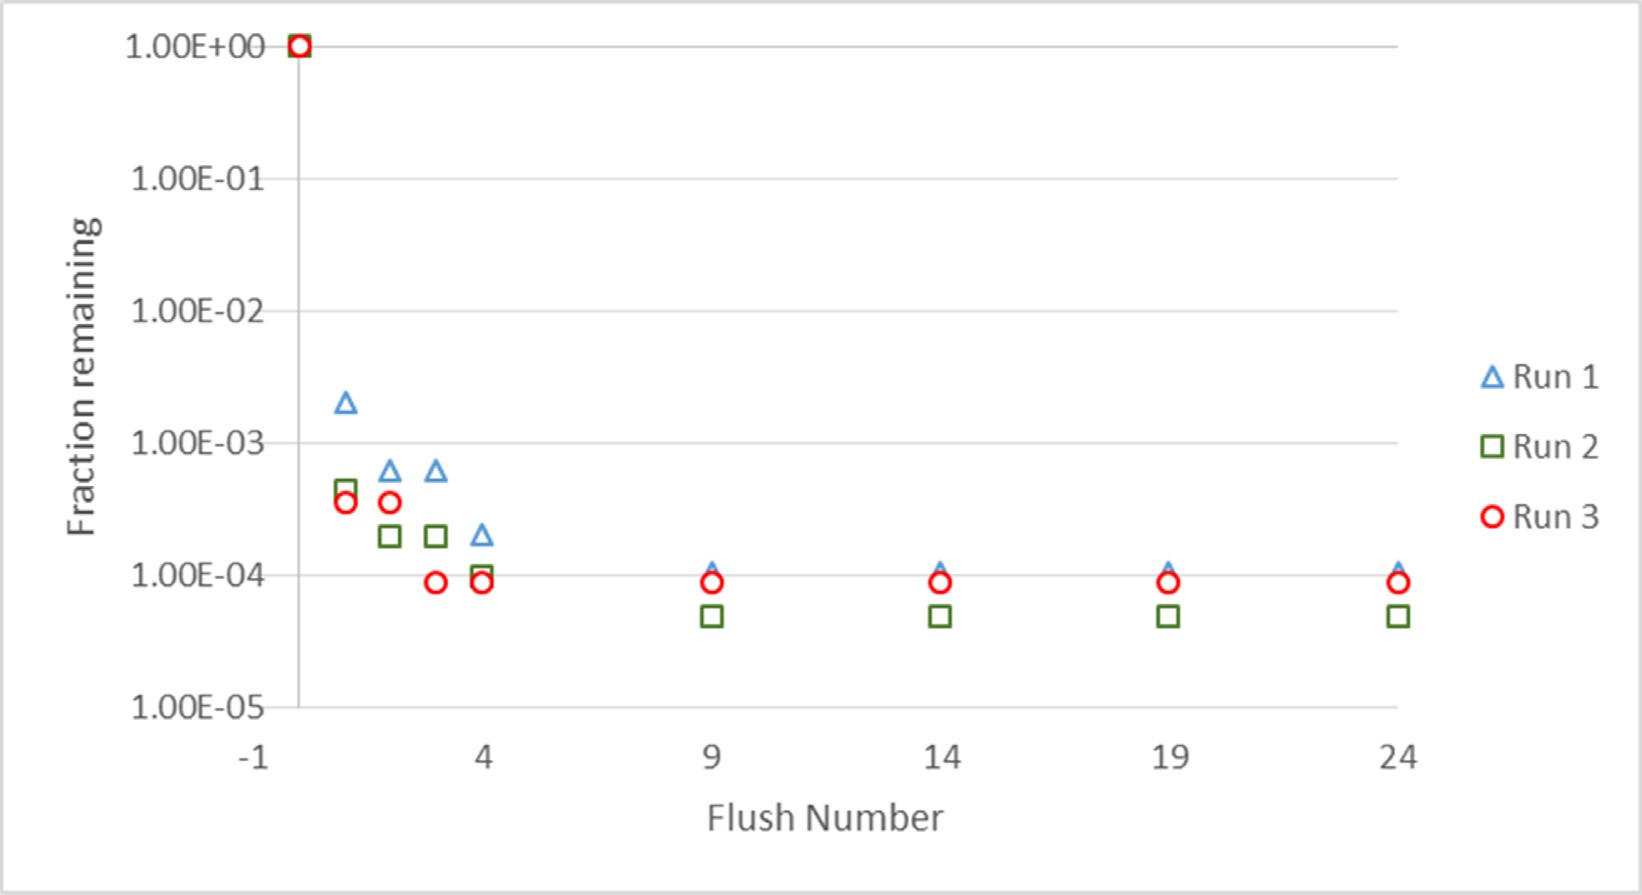 1.00E+00
1.00E-01
1.00E-02
1.00E-03
1.00E-04
1.00E-05
Fraction remaining
-1 4 9 14 19 24
Flush Number
Run 1
Run 2
Run 3